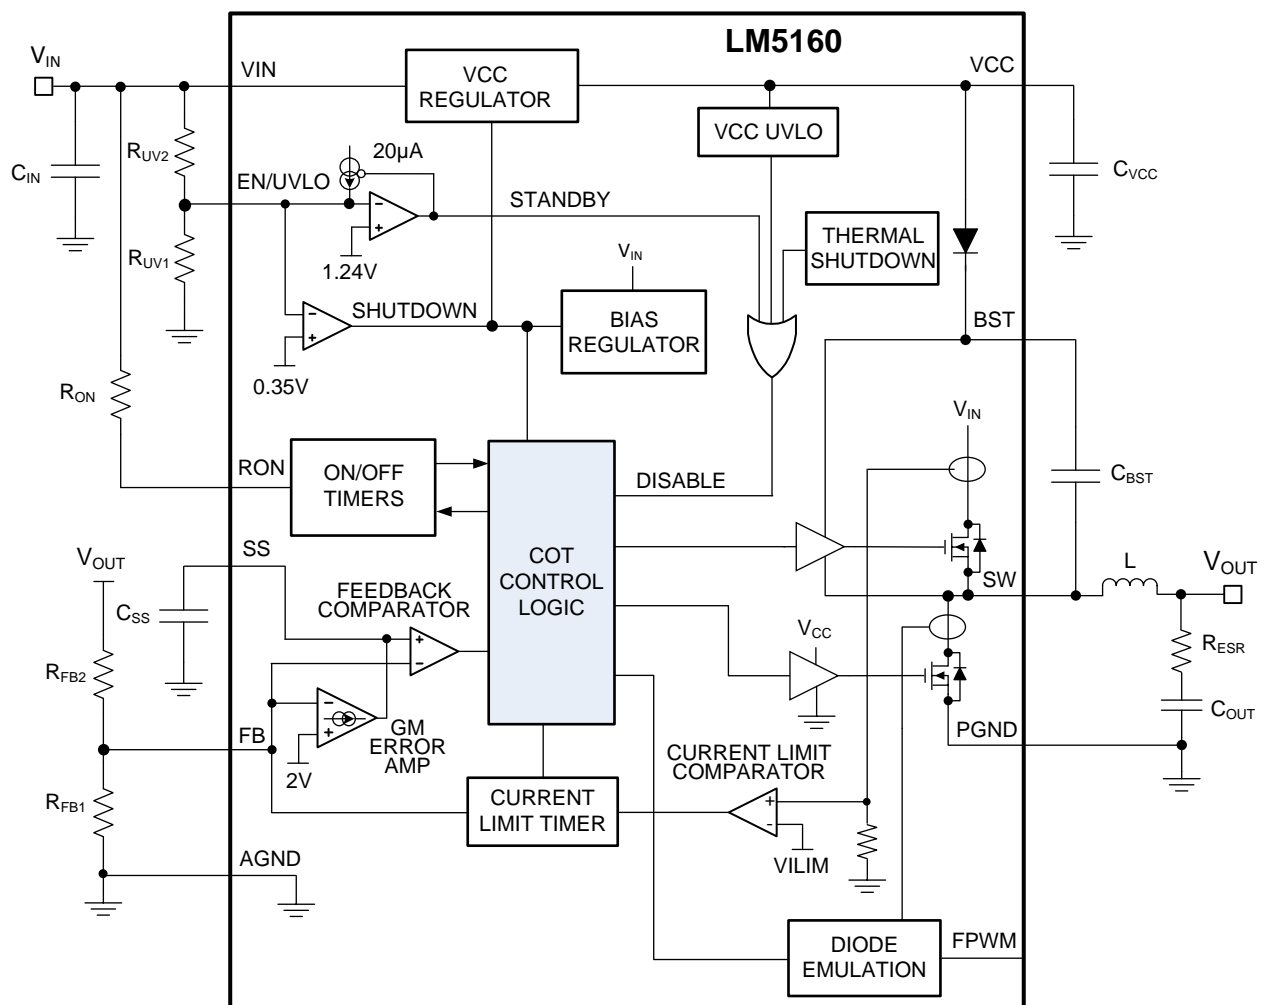 LM5160
VIN
VIN
VCC
REGULATOR
VCC
VCC UVLO
CIN
RUV2
20µA
EN/UVLO
STANDBY
CVCC
RUV1
1.24V
THERMAL
SHUTDOWN
VIN
SHUTDOWN
BIAS
REGULATOR
BST
0.35V
RON
VIN
RON
ON/OFF
TIMERS
DISABLE
CBST
SS
VOUT
COT
CONTROL
LOGIC
SW
L
VOUT
FEEDBACK
COMPARATOR
CSS
VCC
RESR
RFB2
COUT
FB
GM
ERROR
AMP
2V
PGND
CURRENT LIMIT
COMPARATOR
RFB1
CURRENT
LIMIT TIMER
VILIM
AGND
DIODE
EMULATION
FPWM